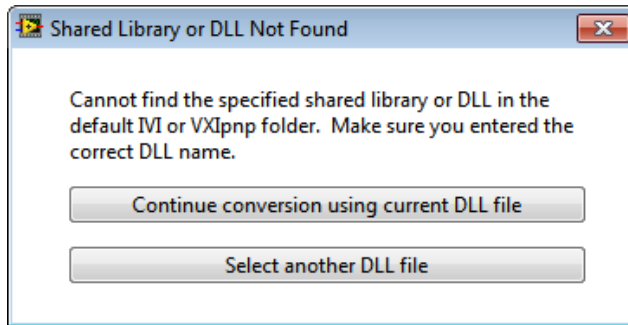 Shared Library or DLL Not Found
Cannot find the specified shared library or DLL in the
default IVI or VXIpnp folder.  Make sure you entered the
correct DLL name.
Continue conversion using current DLL file
Select another DLL file